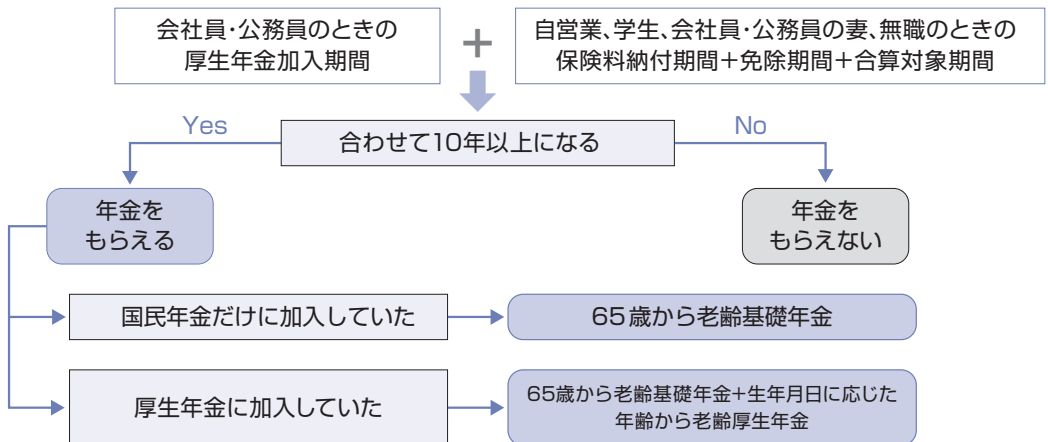 会社員・公務員のときの
厚生年金加入期間
＋
自営業、学生、会社員・公務員の妻、無職のときの
保険料納付期間＋免除期間＋合算対象期間
Yes
合わせて10年以上になる
No
年金を
もらえる
年金を
もらえない
国民年金だけに加入していた
65歳から老齢基礎年金
厚生年金に加入していた
65歳から老齢基礎年金＋生年月日に応じた
年齢から老齢厚生年金